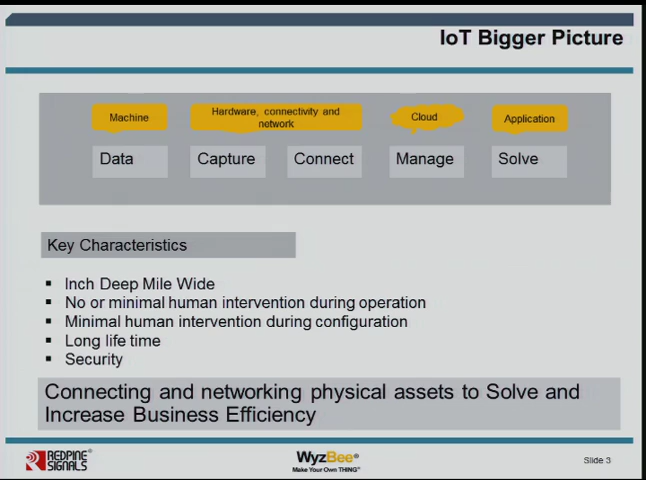 IoT Bigger Picture
Machine
Hardware, connectivity and
network
Cloud
Application
Data
Capture
Connect
Manage
Solve
Key Characteristics
▪ Inch Deep Mile Wide
▪ No or minimal human intervention during operation
▪ Minimal human intervention during configuration
▪ Long life time
▪ Security
Connecting and networking physical assets to Solve and
Increase Business Efficiency
REDPINE®
SIGNALS
WyzBee®
Make Your Own THING™
Slide 3